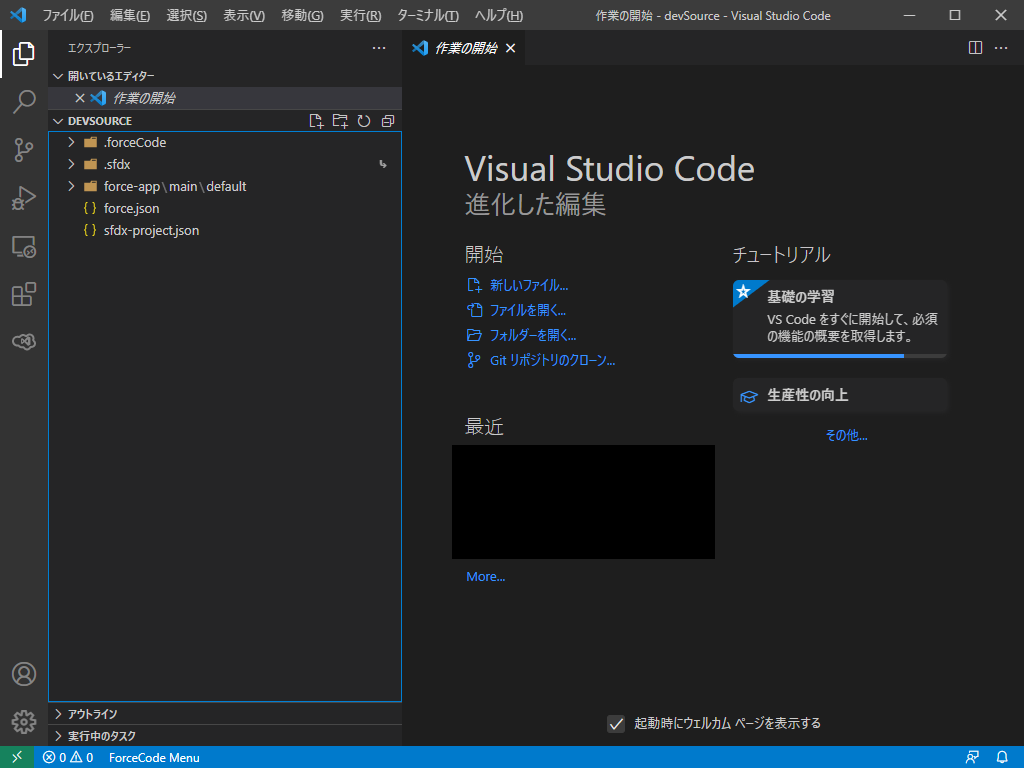 ファイル(F) 編集(E) 選択(S) 表示(V) 移動(G) 実行(R) ターミナル(T) ヘルプ(H) 作業の開始 - devSource - Visual Studio Code
エクスプローラー
作業の開始
開いているエディター
作業の開始
DEVSOURCE
.forceCode
.sfdx
force-app\main\default
force.json
sfdx-project.json
アウトライン
実行中のタスク
Visual Studio Code
進化した編集
開始
新しいファイル...
ファイルを開く...
フォルダーを開く...
Git リポジトリのクローン...
最近
More...
チュートリアル
基礎の学習
VS Code をすぐに開始して、必須
の機能の概要を取得します。
生産性の向上
その他...
起動時にウェルカム ページを表示する
0 0 ForceCode Menu